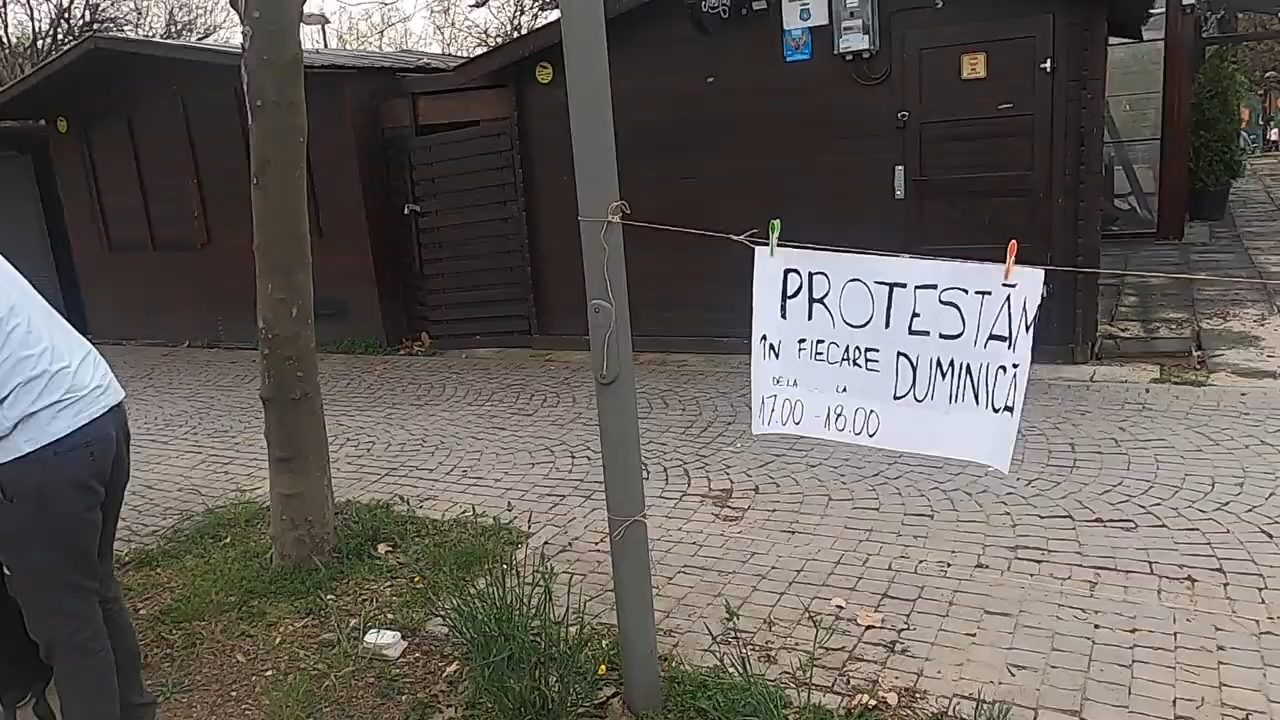 PROTESTĂM
ÎN FIECARE DUMINICĂ
DE LA LA
17.00 - 18.00